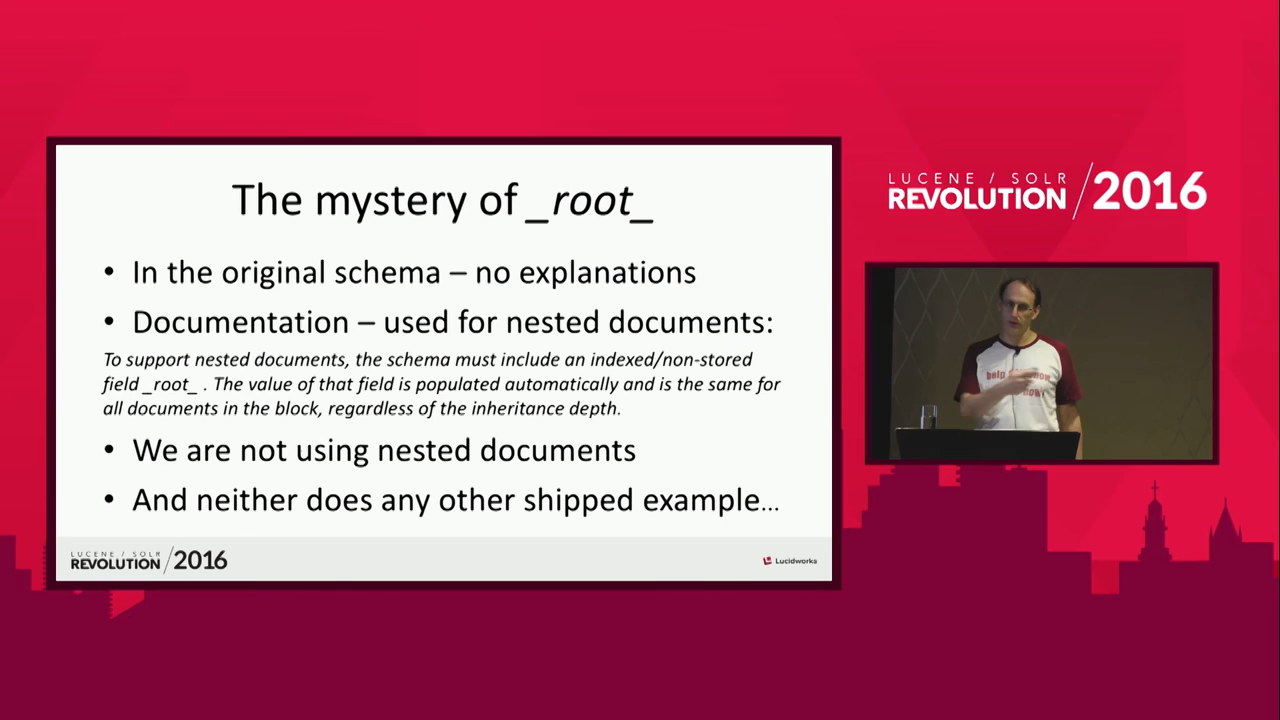 The mystery of _root_
• In the original schema – no explanations
• Documentation – used for nested documents:
To support nested documents, the schema must include an indexed/non-stored
field _root_ . The value of that field is populated automatically and is the same for
all documents in the block, regardless of the inheritance depth.
• We are not using nested documents
• And neither does any other shipped example…
LUCENE / SOLR
REVOLUTION / 2016
Lucidworks
LUCENE / SOLR
REVOLUTION / 2016
help
now!